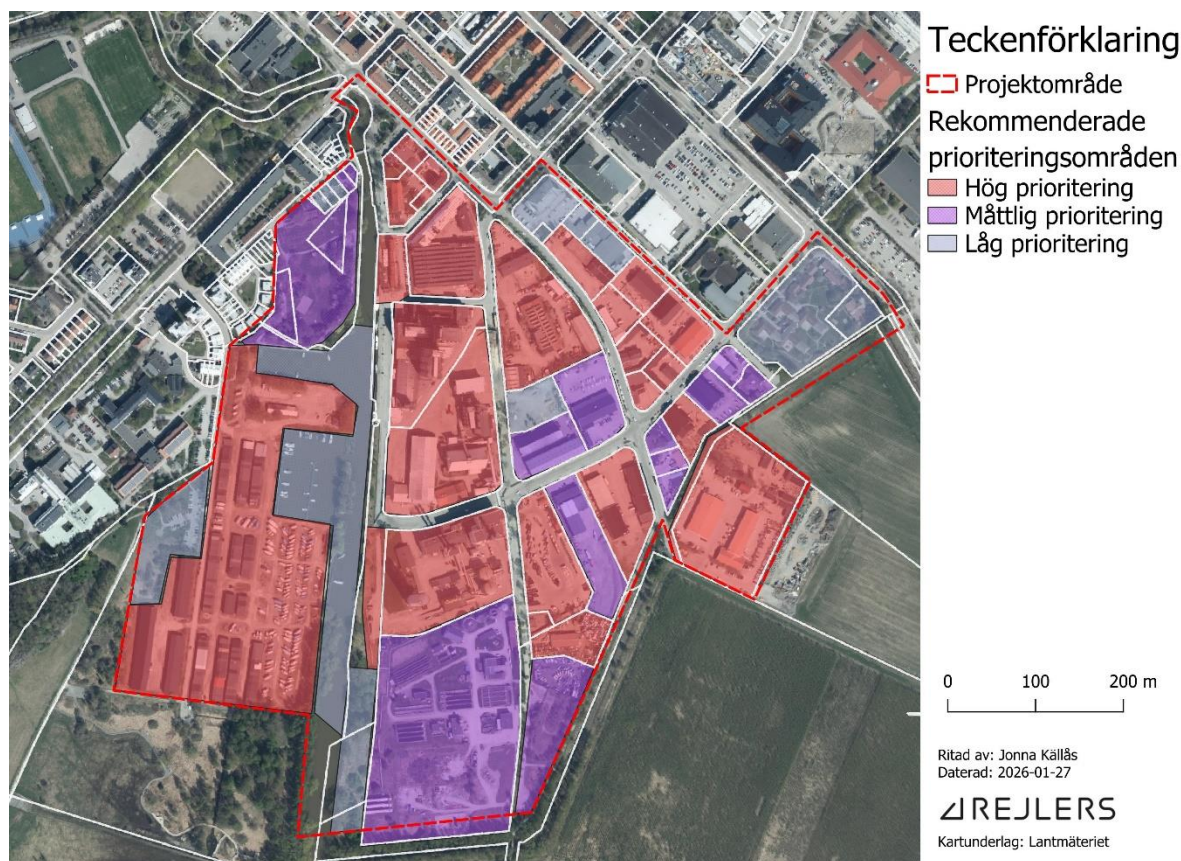 Teckenförklaring
Projektområde
Rekommenderade
prioriteringsområden
Hög prioritering
Måttlig prioritering
Låg prioritering
0 100 200 m
Ritad av: Jonna Källås
Daterad: 2026-01-27
REJLERS
Kartunderlag: Lantmäteriet